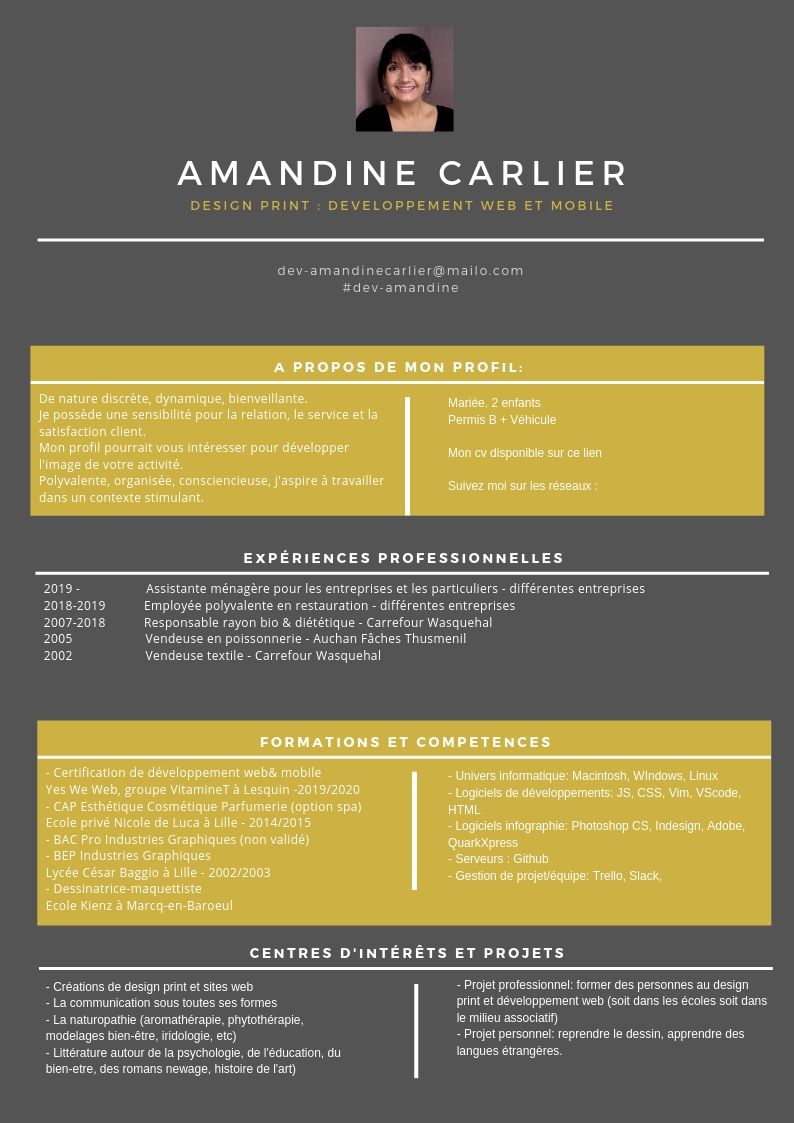 AMANDINE CARLIER
DESIGN PRINT : DEVELOPPEMENT WEB ET MOBILE
dev-amandinecarlier@mailo.com
#dev-amandine
A PROPOS DE MON PROFIL:
De nature discrète, dynamique, bienveillante.
Je possède une sensibilité pour la relation, le service et la
satisfaction client.
Mon profil pourrait vous intéresser pour développer
l'image de votre activité.
Polyvalente, organisée, consciencieuse, j'aspire à travailler
dans un contexte stimulant.
Mariée, 2 enfants
Permis B + Véhicule
Mon cv disponible sur ce lien
Suivez moi sur les réseaux :
EXPÉRIENCES PROFESSIONNELLES
2019 - Assistante ménagère pour les entreprises et les particuliers - différentes entreprises
2018-2019 Employée polyvalente en restauration - différentes entreprises
2007-2018 Responsable rayon bio & diététique - Carrefour Wasquehal
2005 Vendeuse en poissonnerie - Auchan Fâches Thusmenil
2002 Vendeuse textile - Carrefour Wasquehal
FORMATIONS ET COMPETENCES
- Certification de développement web& mobile
Yes We Web, groupe VitamineT à Lesquin -2019/2020
- CAP Esthétique Cosmétique Parfumerie (option spa)
Ecole privé Nicole de Luca à Lille - 2014/2015
- BAC Pro Industries Graphiques (non validé)
- BEP Industries Graphiques
Lycée César Baggio à Lille - 2002/2003
- Dessinatrice-maquettiste
Ecole Kienz à Marcq-en-Baroeul
- Univers informatique: Macintosh, WIndows, Linux
- Logiciels de développements: JS, CSS, Vim, VScode,
HTML
- Logiciels infographie: Photoshop CS, Indesign, Adobe,
QuarkXpress
- Serveurs : Github
- Gestion de projet/équipe: Trello, Slack,
CENTRES D'INTÉRÊTS ET PROJETS
- Créations de design print et sites web
- La communication sous toutes ses formes
- La naturopathie (aromathérapie, phytothérapie,
modelages bien-être, iridologie, etc)
- Littérature autour de la psychologie, de l'éducation, du
bien-etre, des romans newage, histoire de l'art)
- Projet professionnel: former des personnes au design
print et développement web (soit dans les écoles soit dans
le milieu associatif)
- Projet personnel: reprendre le dessin, apprendre des
langues étrangères.